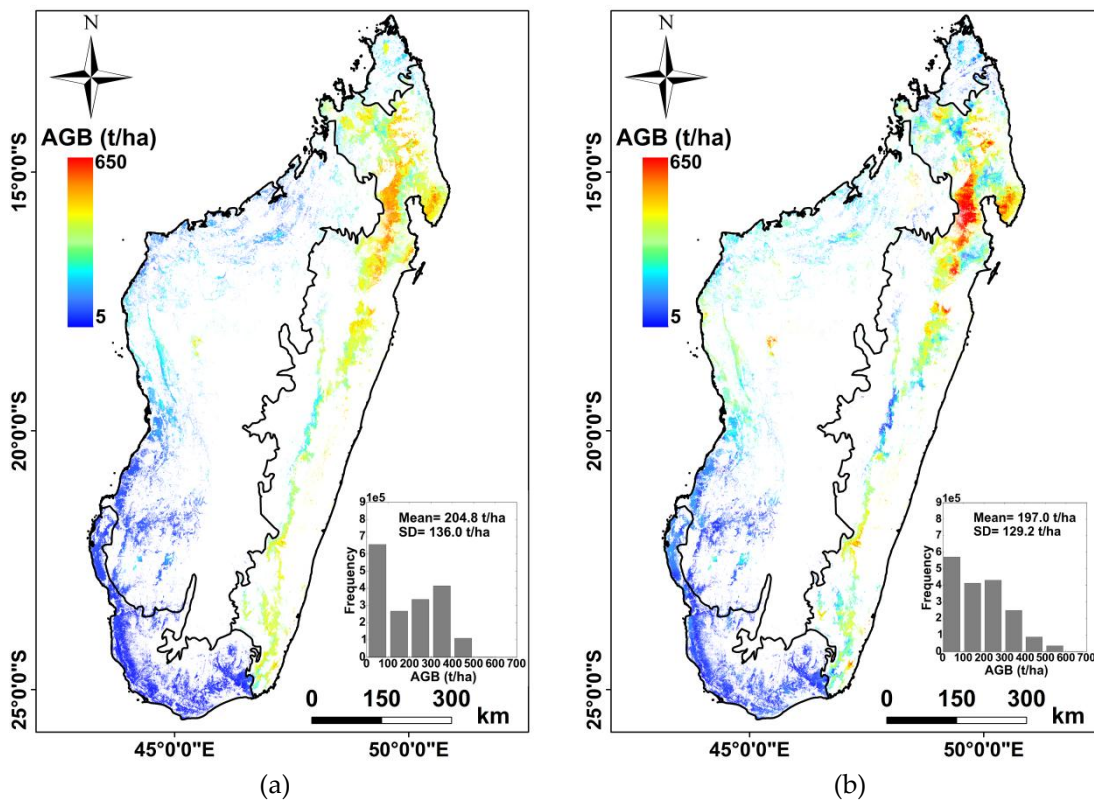 N
AGB (t/ha)
650
5
15°0'0"S
20°0'0"S
25°0'0"S
9e5
8
7
6
5
4
3
2
1
0
Frequency
Mean= 204.8 t/ha
SD= 136.0 t/ha
0 100 200 300 400 500 600 700
AGB (t/ha)
0 150 300
km
45°0'0"E 50°0'0"E
(a)
N
AGB (t/ha)
650
5
15°0'0"S
20°0'0"S
25°0'0"S
9e5
8
7
6
5
4
3
2
1
0
Frequency
Mean= 197.0 t/ha
SD= 129.2 t/ha
0 100 200 300 400 500 600 700
AGB (t/ha)
0 150 300
km
45°0'0"E 50°0'0"E
(b)